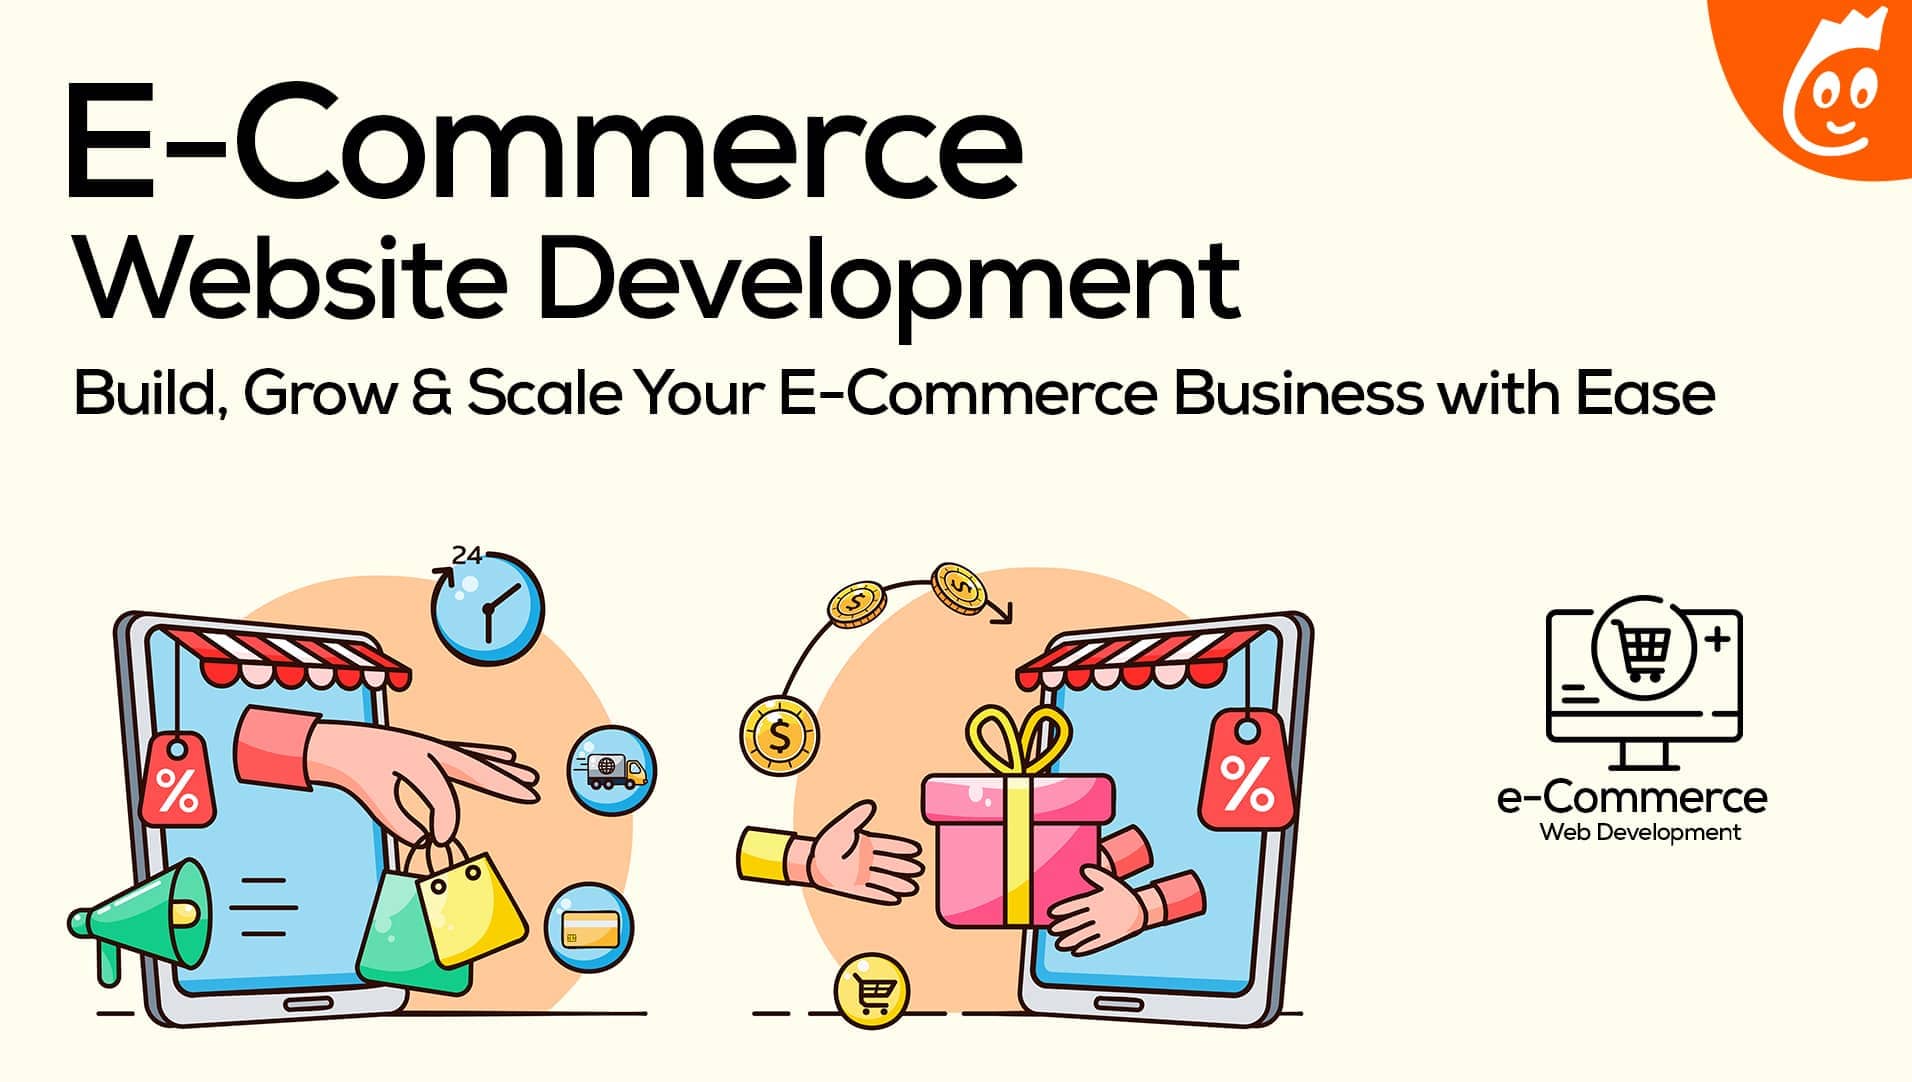 E-Commerce
Website Development
Build, Grow & Scale Your E-Commerce Business with Ease
24
$
$
$
%
%
e-Commerce
Web Development